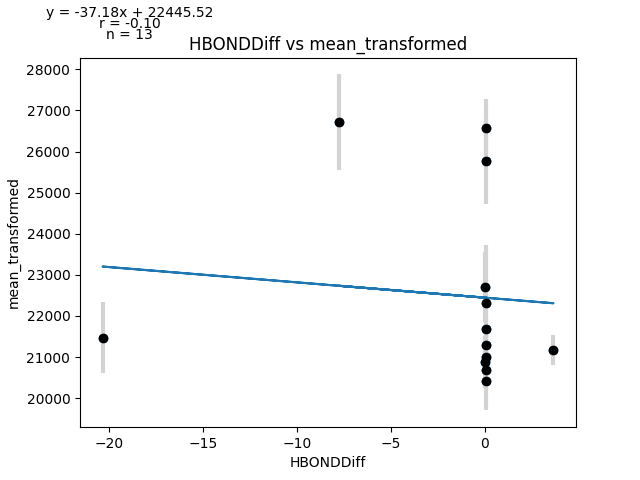 y = -37.18x + 22445.52
r = -0.10
n = 13
HBONDDiff vs mean_transformed
28000
27000
26000
25000
24000
23000
22000
21000
20000
mean_transformed
−20
−15
−10
−5
0
HBONDDiff